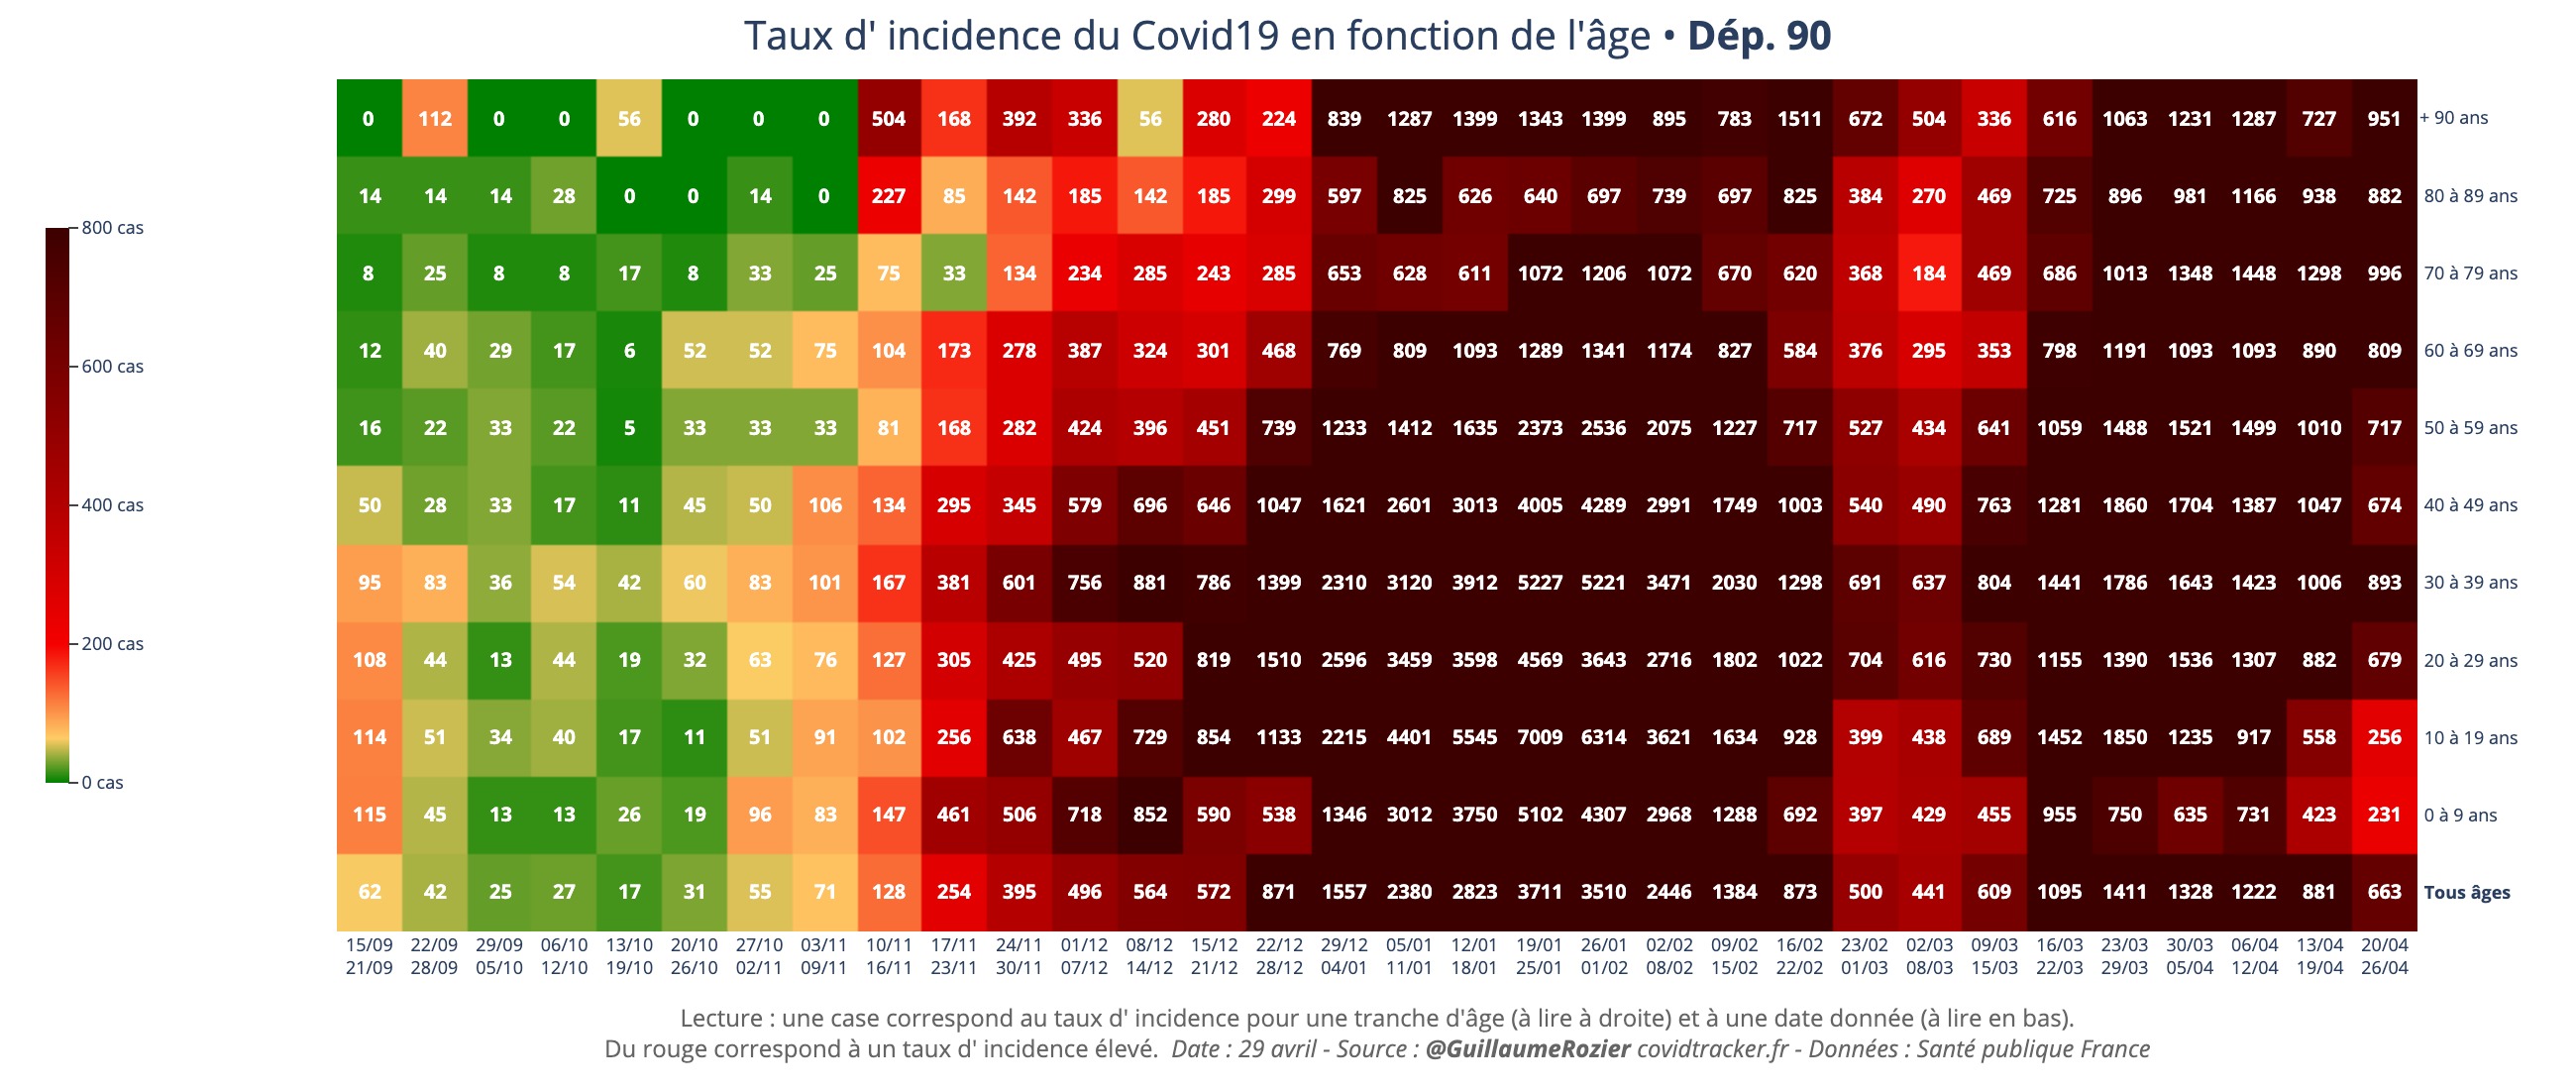 Taux d' incidence du Covid19 en fonction de l'âge • Dép. 90
800 cas
600 cas
400 cas
200 cas
0 cas
0 112 0 0 56 0 0 0 504 168 392 336 56 280 224 839 1287 1399 1343 1399 895 783 1511 672 504 336 616 1063 1231 1287 727 951 + 90 ans
14 14 14 28 0 0 14 0 227 85 142 185 142 185 299 597 825 626 640 697 739 697 825 384 270 469 725 896 981 1166 938 882 80 à 89 ans
8 25 8 8 17 8 33 25 75 33 134 234 285 243 285 653 628 611 1072 1206 1072 670 620 368 184 469 686 1013 1348 1448 1298 996 70 à 79 ans
12 40 29 17 6 52 52 75 104 173 278 387 324 301 468 769 809 1093 1289 1341 1174 827 584 376 295 353 798 1191 1093 1093 890 809 60 à 69 ans
16 22 33 22 5 33 33 33 81 168 282 424 396 451 739 1233 1412 1635 2373 2536 2075 1227 717 527 434 641 1059 1488 1521 1499 1010 717 50 à 59 ans
50 28 33 17 11 45 50 106 134 295 345 579 696 646 1047 1621 2601 3013 4005 4289 2991 1749 1003 540 490 763 1281 1860 1704 1387 1047 674 40 à 49 ans
95 83 36 54 42 60 83 101 167 381 601 756 881 786 1399 2310 3120 3912 5227 5221 3471 2030 1298 691 637 804 1441 1786 1643 1423 1006 893 30 à 39 ans
108 44 13 44 19 32 63 76 127 305 425 495 520 819 1510 2596 3459 3598 4569 3643 2716 1802 1022 704 616 730 1155 1390 1536 1307 882 679 20 à 29 ans
114 51 34 40 17 11 51 91 102 256 638 467 729 854 1133 2215 4401 5545 7009 6314 3621 1634 928 399 438 689 1452 1850 1235 917 558 256 10 à 19 ans
115 45 13 13 26 19 96 83 147 461 506 718 852 590 538 1346 3012 3750 5102 4307 2968 1288 692 397 429 455 955 750 635 731 423 231 0 à 9 ans
62 42 25 27 17 31 55 71 128 254 395 496 564 572 871 1557 2380 2823 3711 3510 2446 1384 873 500 441 609 1095 1411 1328 1222 881 663 Tous âges
15/09 22/09 29/09 06/10 13/10 20/10 27/10 03/11 10/11 17/11 24/11 01/12 08/12 15/12 22/12 29/12 05/01 12/01 19/01 26/01 02/02 09/02 16/02 23/02 02/03 09/03 16/03 23/03 30/03 06/04 13/04 20/04
21/09 28/09 05/10 12/10 19/10 26/10 02/11 09/11 16/11 23/11 30/11 07/12 14/12 21/12 28/12 04/01 11/01 18/01 25/01 01/02 08/02 15/02 22/02 01/03 08/03 15/03 22/03 29/03 05/04 12/04 19/04 26/04
Lecture : une case correspond au taux d' incidence pour une tranche d'âge (à lire à droite) et à une date donnée (à lire en bas).
Du rouge correspond à un taux d' incidence élevé. Date : 29 avril - Source : @GuillaumeRozier covidtracker.fr - Données : Santé publique France